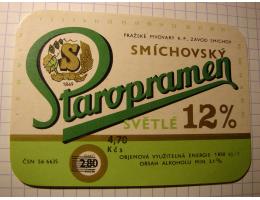 PRAŽSKÉ PIVOVARY K.P., ZÁVOD SMÍCHOV
SMÍCHOVSKÝ
S
1869
Staropramen
SVĚTLÉ 12%
4,70
Kčs
ČSN 56 6635
2,80
OBJEMOVÁ VYUŽITELNÁ ENERGIE
OBSAH ALKOHOLU MIN.